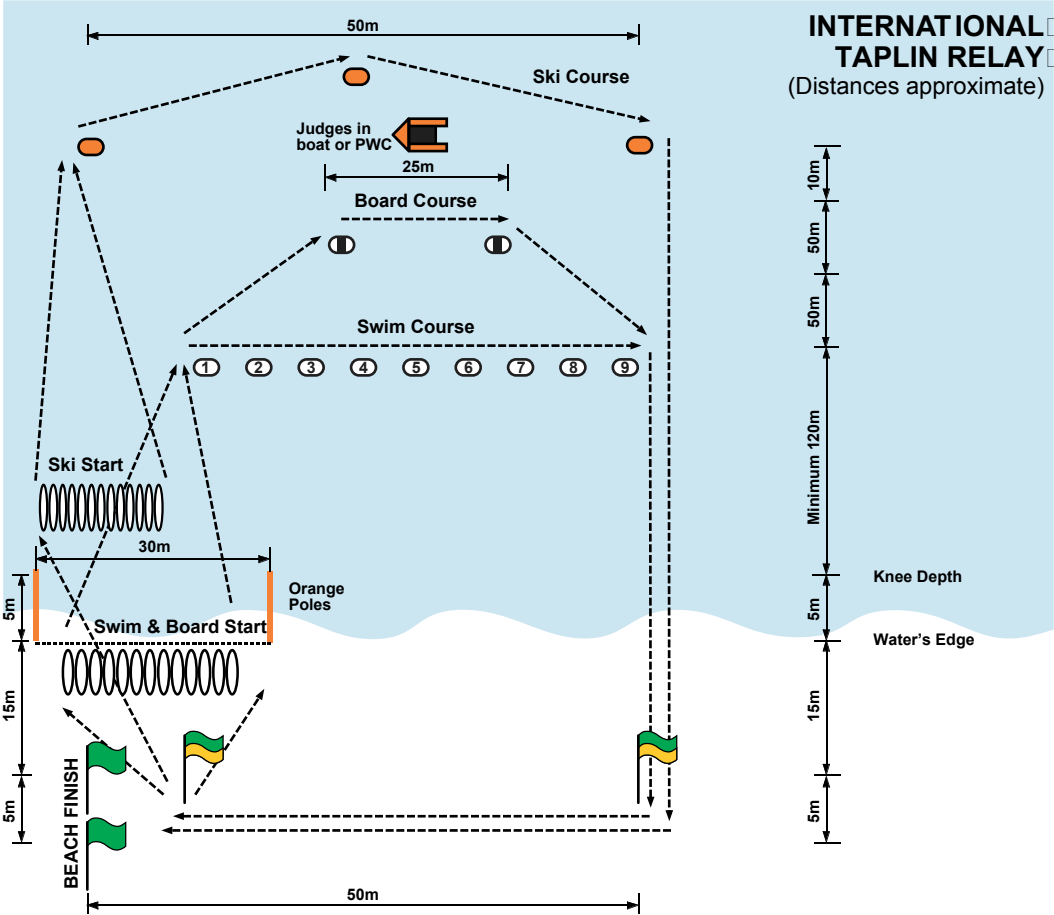 50m
INTERNATIONAL
TAPLIN RELAY
(Distances approximate)
Ski Course
Judges in
boat or PWC
25m
10m
Board Course
50m
50m
Swim Course
1 2 3 4 5 6 7 8 9
Minimum 120m
Ski Start
30m
Knee Depth
5m
Orange
Poles
5m
Swim & Board Start
Water's Edge
15m
15m
BEACH FINISH
5m
5m
50m